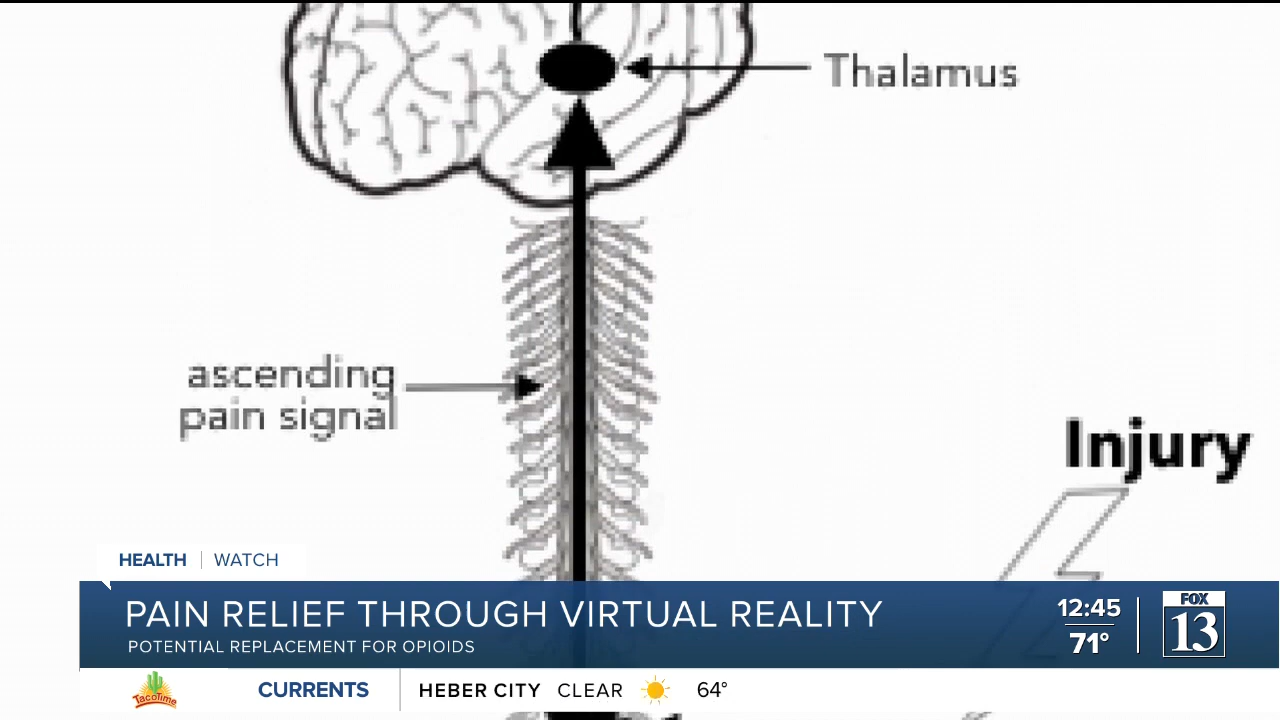 Thalamus
ascending
pain signal
Injury
HEALTH | WATCH
PAIN RELIEF THROUGH VIRTUAL REALITY
POTENTIAL REPLACEMENT FOR OPIOIDS
12:45
71°
FOX
13
TacoTime
CURRENTS
HEBER CITY CLEAR 64°